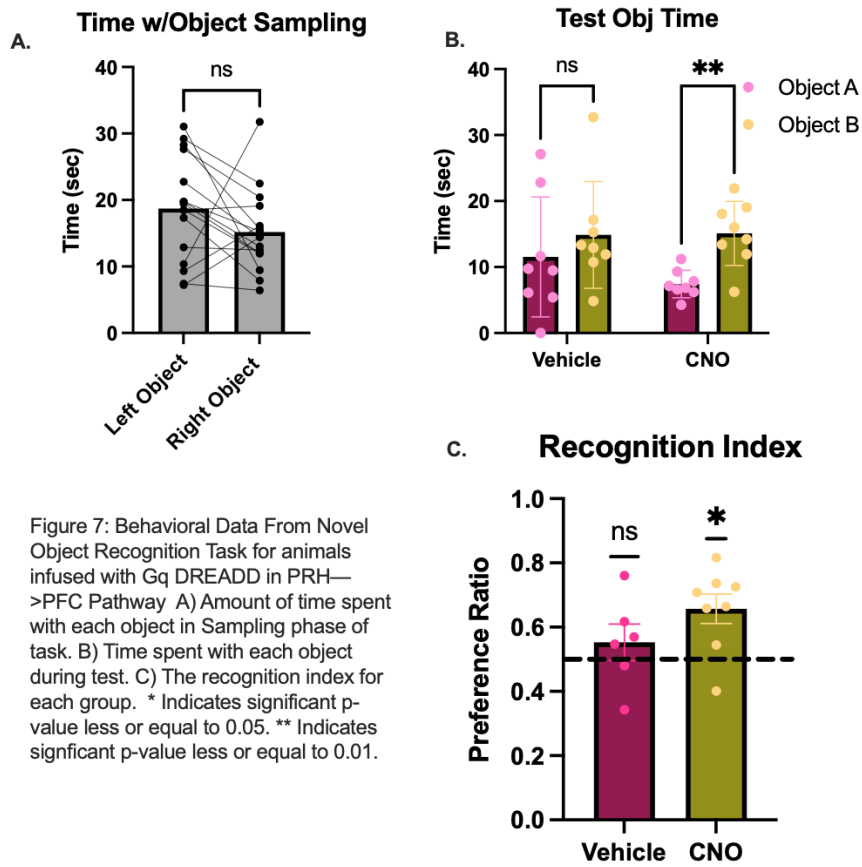 Time w/Object Sampling
A.
ns
40
30
20
10
0
Time (sec)
Left Object
Right Object
Test Obj Time
B.
ns
**
Object A
Object B
40
30
20
10
0
Time (sec)
Vehicle
CNO
C.
Recognition Index
ns
*
1.0
0.8
0.6
0.4
0.2
0.0
Preference Ratio
Vehicle
CNO
Figure 7: Behavioral Data From Novel
Object Recognition Task for animals
infused with Gq DREADD in PRH—
>PFC Pathway  A) Amount of time spent
with each object in Sampling phase of
task. B) Time spent with each object
during test. C) The recognition index for
each group.  * Indicates significant p-
value less or equal to 0.05. ** Indicates
signficant p-value less or equal to 0.01.